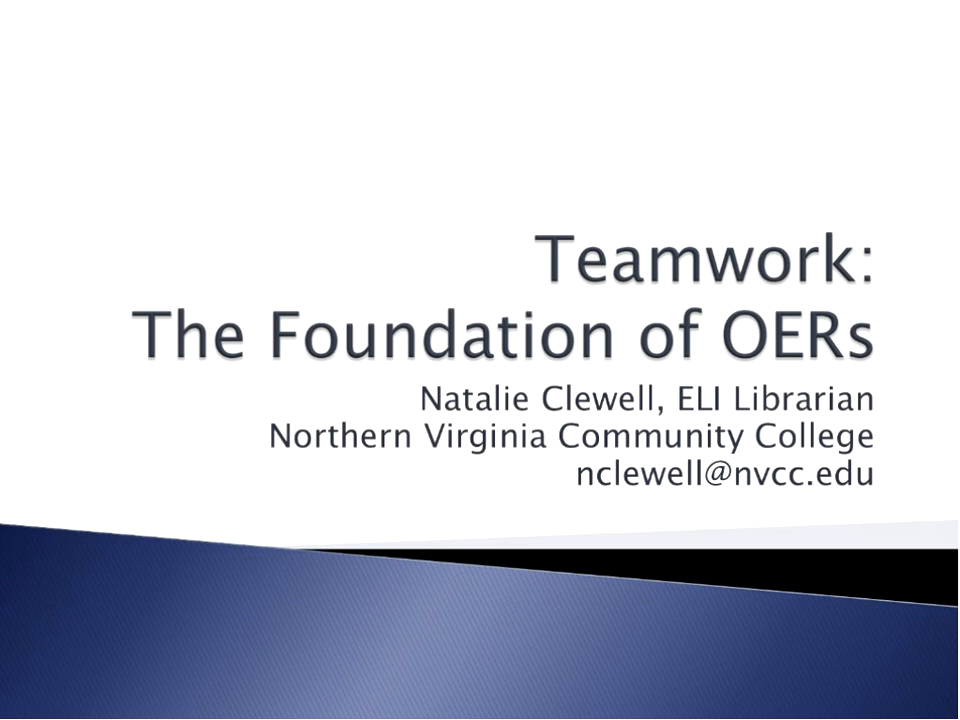 Teamwork:
The Foundation of OERs
Natalie Clewell, ELI Librarian
Northern Virginia Community College
nclewell@nvcc.edu